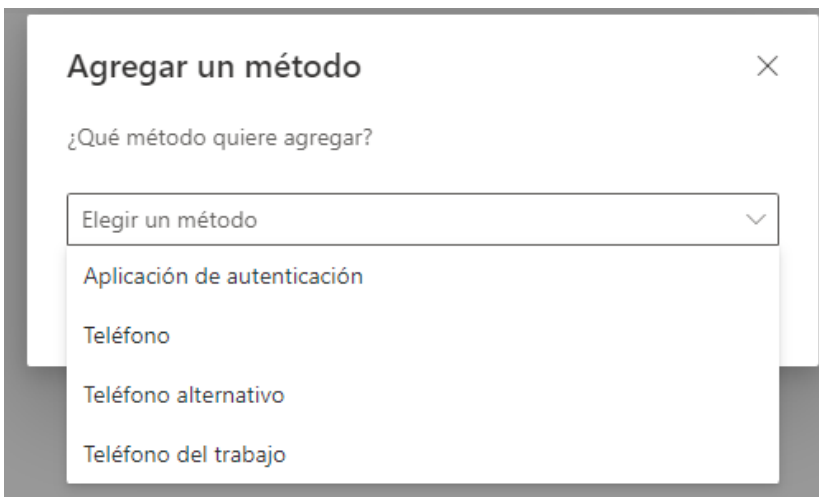 Agregar un método
¿Qué método quiere agregar?
Elegir un método
Aplicación de autenticación
Teléfono
Teléfono alternativo
Teléfono del trabajo